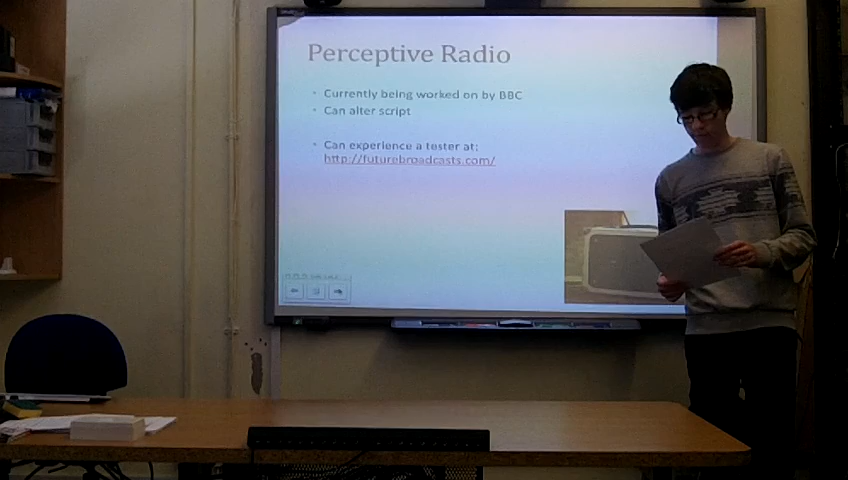 Perceptive Radio
• Currently being worked on by BBC
• Can alter script
• Can experience a tester at:
http://futurebroadcasts.com/